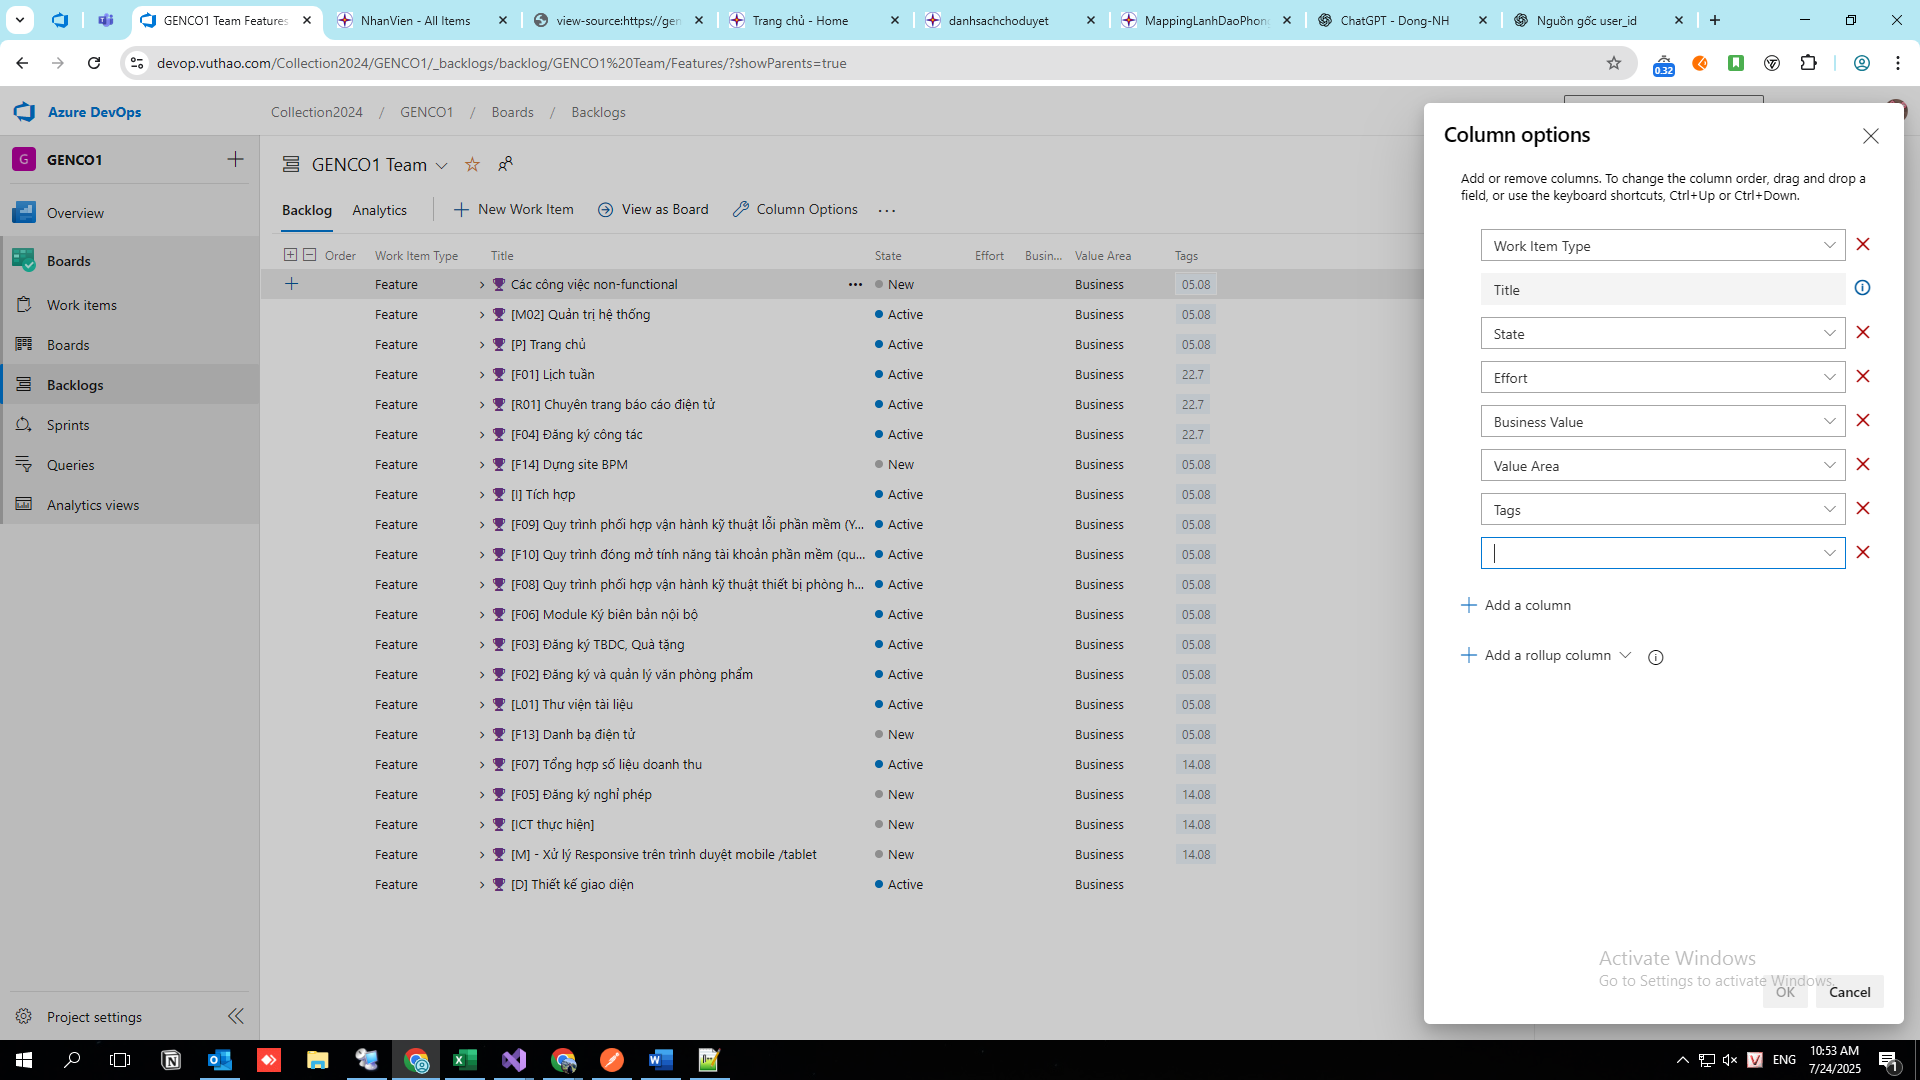 GENCO1 Team Features
NhanVien - All Items
view-source:https://gen
Trang chủ - Home
danhsachchoduyet
MappingLanhDaoPhong
ChatGPT - Dong-NH
Nguồn gốc user_id
devop.vuthao.com/Collection2024/GENCO1/_backlogs/backlog/GENCO1%20Team/Features/?showParents=true
0.32
Azure DevOps
Collection2024 / GENCO1 / Boards / Backlogs
G GENCO1
Overview
Boards
Work items
Boards
Backlogs
Sprints
Queries
Analytics views
Project settings
GENCO1 Team
Backlog Analytics New Work Item View as Board Column Options
Order Work Item Type Title State Effort Busin... Value Area Tags
Feature Các công việc non-functional New Business 05.08
Feature [M02] Quản trị hệ thống Active Business 05.08
Feature [P] Trang chủ Active Business 05.08
Feature [F01] Lịch tuần Active Business 22.7
Feature [R01] Chuyên trang báo cáo điện tử Active Business 22.7
Feature [F04] Đăng ký công tác Active Business 22.7
Feature [F14] Dựng site BPM New Business 05.08
Feature [I] Tích hợp Active Business 05.08
Feature [F09] Quy trình phối hợp vận hành kỹ thuật lỗi phần mềm (Y... Active Business 05.08
Feature [F10] Quy trình đóng mở tính năng tài khoản phần mềm (qu... Active Business 05.08
Feature [F08] Quy trình phối hợp vận hành kỹ thuật thiết bị phòng h... Active Business 05.08
Feature [F06] Module Ký biên bản nội bộ Active Business 05.08
Feature [F03] Đăng ký TBDC, Quà tặng Active Business 05.08
Feature [F02] Đăng ký và quản lý văn phòng phẩm Active Business 05.08
Feature [L01] Thư viện tài liệu Active Business 05.08
Feature [F13] Danh bạ điện tử New Business 05.08
Feature [F07] Tổng hợp số liệu doanh thu Active Business 14.08
Feature [F05] Đăng ký nghỉ phép New Business 14.08
Feature [ICT thực hiện] New Business 14.08
Feature [M] - Xử lý Responsive trên trình duyệt mobile /tablet New Business 14.08
Feature [D] Thiết kế giao diện Active Business
Column options
Add or remove columns. To change the column order, drag and drop a
field, or use the keyboard shortcuts, Ctrl+Up or Ctrl+Down.
Work Item Type
Title
State
Effort
Business Value
Value Area
Tags
Add a column
Add a rollup column
Activate Windows
Go to Settings to activate Windows.
OK Cancel
ENG
10:53 AM
7/24/2025
1